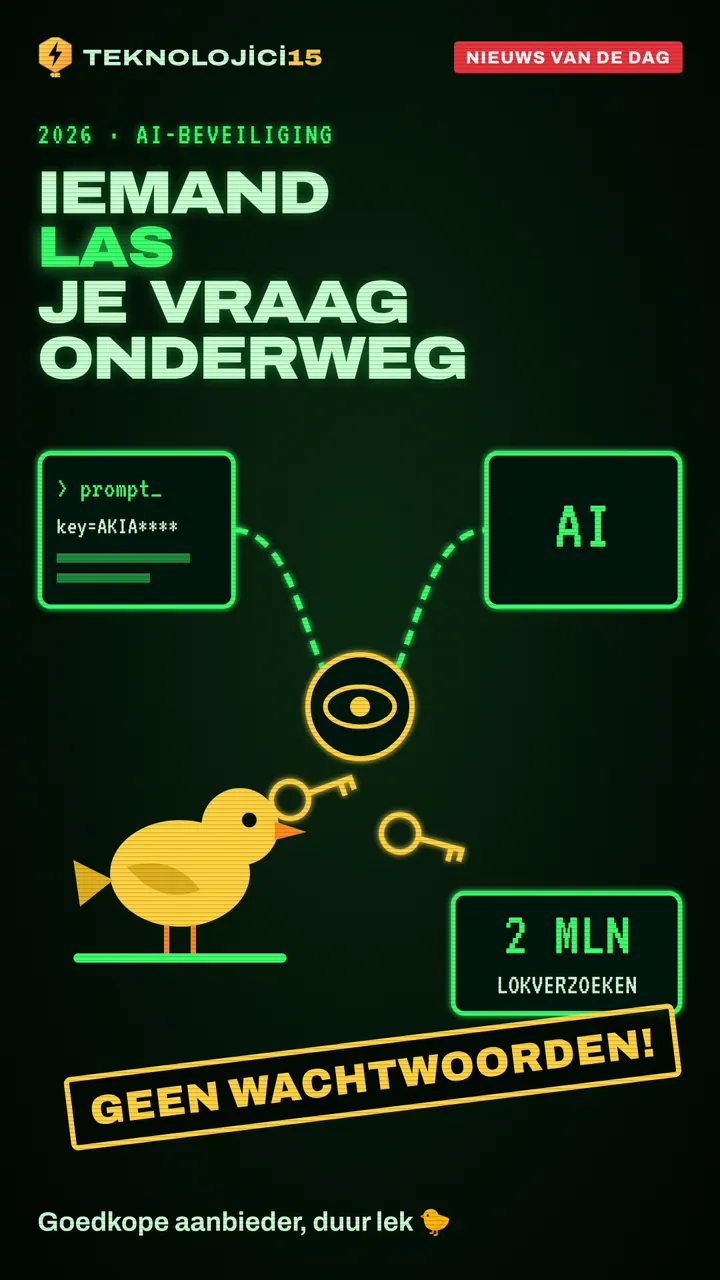 TEKNOLOJİCİ15
NIEUWS VAN DE DAG
2026 · AI-BEVEILIGING
IEMAND
LAS
JE VRAAG
ONDERWEG
> prompt_
key=AKIA****
AI
2 MLN
LOKVERZOEKEN
GEEN WACHTWOORDEN!
Goedkope aanbieder, duur lek 🐤